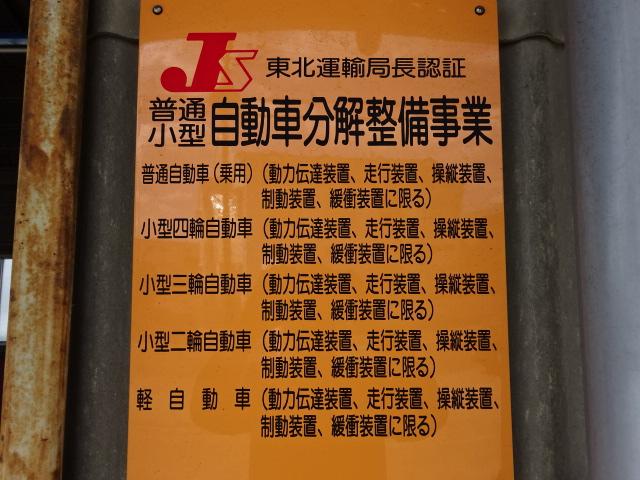 JS 東北運輸局長認証
普通
小型 自動車分解整備事業
普通自動車(乗用)(動力伝達装置、走行装置、操縦装置、
制動装置、緩衝装置に限る)
小型四輪自動車(動力伝達装置、走行装置、操縦装置、
制動装置、緩衝装置に限る)
小型三輪自動車(動力伝達装置、走行装置、操縦装置、
制動装置、緩衝装置に限る)
小型二輪自動車(動力伝達装置、走行装置、操縦装置、
制動装置、緩衝装置に限る)
軽自動車(動力伝達装置、走行装置、操縦装置、
制動装置、緩衝装置に限る)